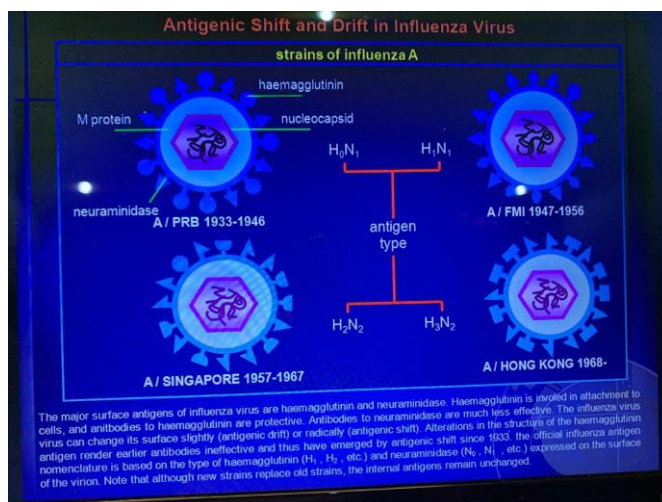 Antigenic Shift and Drift in Influenza Virus
strains of influenza A
haemagglutinin
M protein
nucleocapsid
neuraminidase
A / PRB 1933-1946
H₀N₁
H₁N₁
A / FMI 1947-1956
antigen
type
H₂N₂
H₃N₂
A / SINGAPORE 1957-1967
A / HONG KONG 1968-
The major surface antigens of influenza virus are haemagglutinin and neuraminidase. Haemagglutinin is involed in attachment to
cells, and anitbodies to haemagglutinin are protective. Antibodies to neuraminidase are much less effective. The influenza virus
virus can change its surface slightly (antigenic drift) or radically (antigenic shift). Alterations in the structure of the haemagglutinin
antigen render earlier antibodies ineffective and thus have emerged by antigenic shift since 1933. the official influenza antigen
nomenclature is based on the type of haemagglutinin (H₁ , H₂ , etc.) and neuraminidase (N₀ , N₁ , etc.) expressed on the surface
of the virion. Note that although new strains replace old strains, the internal antigens remain unchanged.